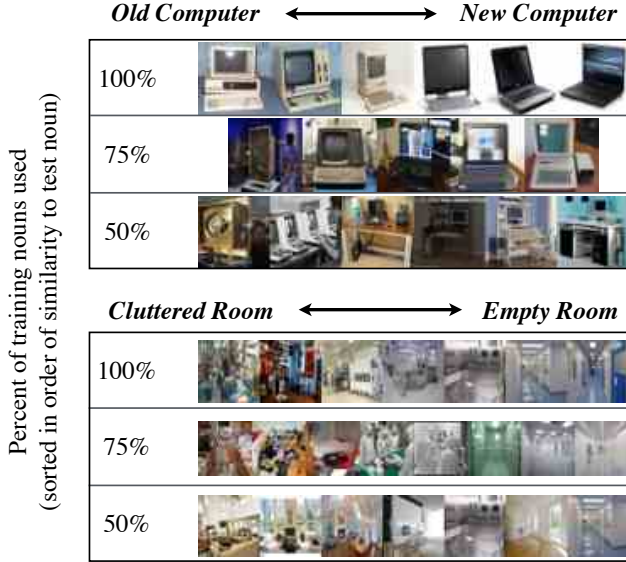 Old Computer New Computer
100%
75%
50%
Cluttered Room Empty Room
100%
75%
50%
Percent of training nouns used
(sorted in order of similarity to test noun)